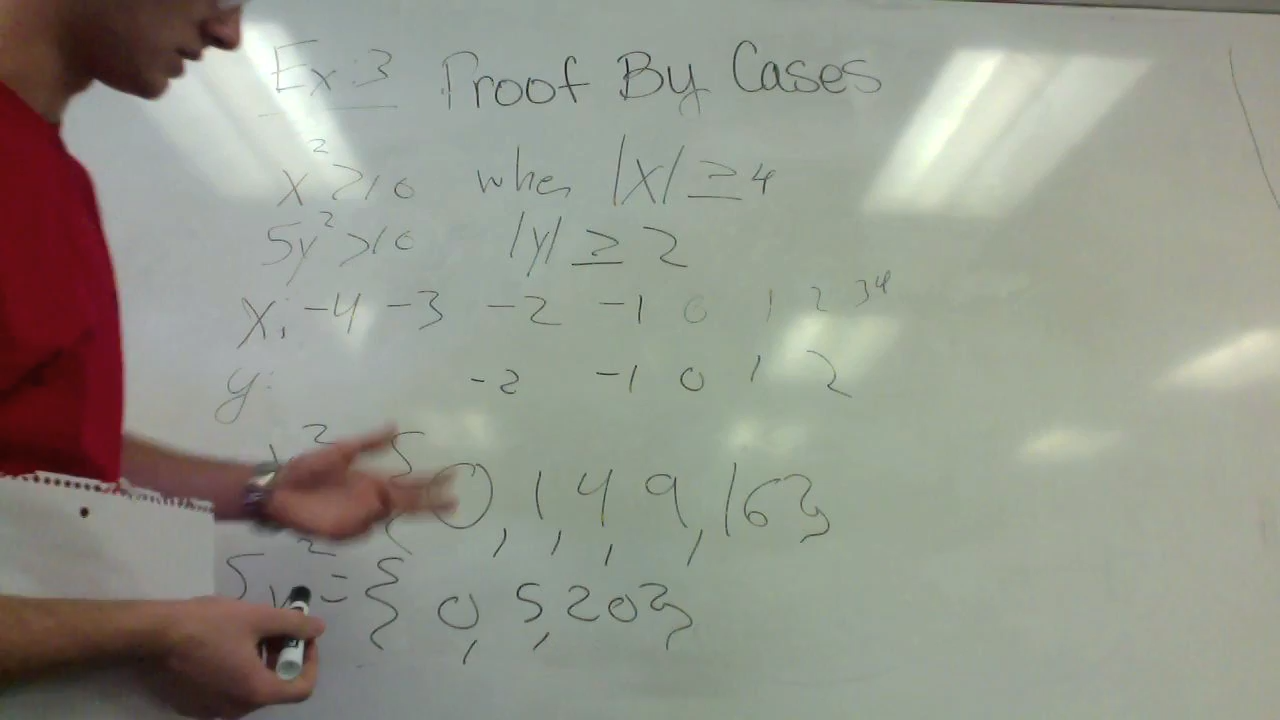 Ex:3 Proof By Cases
x² > 10 when |x| ≥ 4
5y² > 10 |y| ≥ 2
x: -4 -3 -2 -1 0 1 2 3 4
y: -2 -1 0 1 2
2 { 0, 1, 4, 9, 16 }
5y² = { 0, 5, 20 }